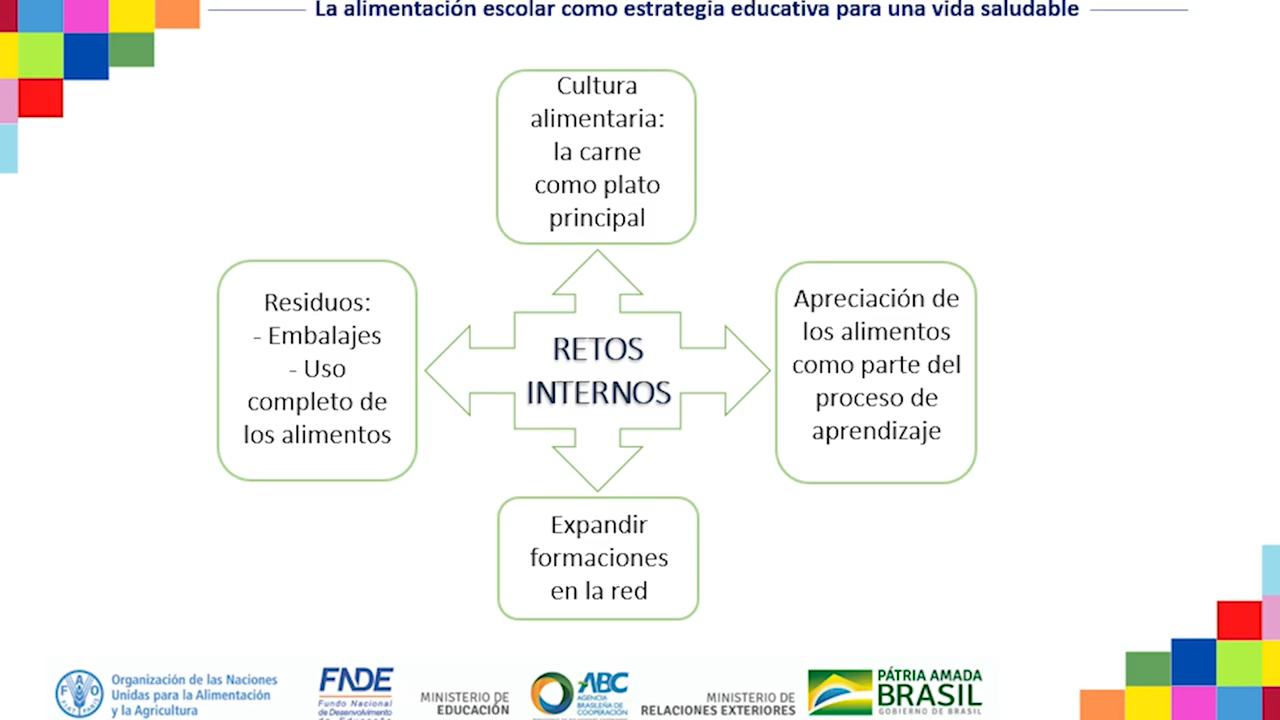 La alimentación escolar como estrategia educativa para una vida saludable
Cultura
alimentaria:
la carne
como plato
principal
Residuos:
- Embalajes
- Uso
completo de
los alimentos
RETOS
INTERNOS
Apreciación de
los alimentos
como parte del
proceso de
aprendizaje
Expandir
formaciones
en la red
Organización de las Naciones
Unidas para la Alimentación
y la Agricultura
FNDE
Fundo Nacional
de Desenvolvimento
da Educação
MINISTERIO DE
EDUCACIÓN
ABC
AGENCIA
BRASILEÑA DE
COOPERACIÓN
MINISTERIO DE
RELACIONES EXTERIORES
PÁTRIA AMADA
BRASIL
GOBIERNO DE BRASIL